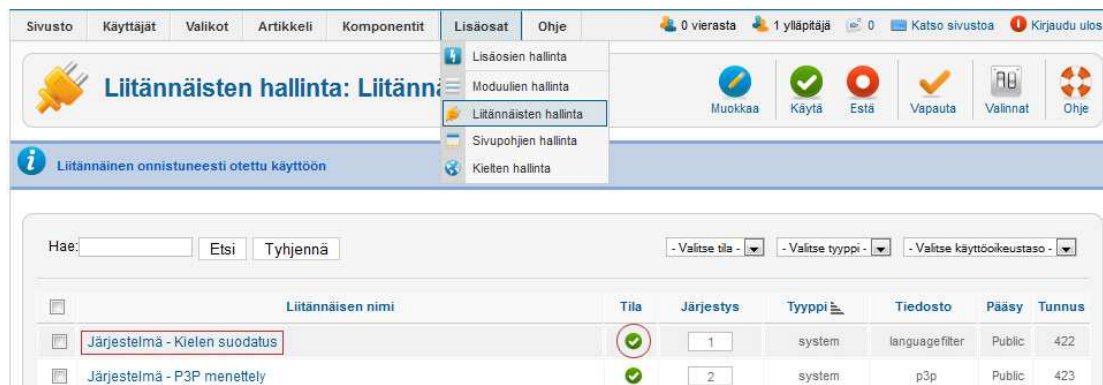 Sivusto Käyttäjät Valikot Artikkeli Komponentit Lisäosat Ohje 0 vierasta 1 ylläpitäjä 0 Katso sivustoa Kirjaudu ulos
Lisäosien hallinta
Moduulien hallinta
Liitännäisten hallinta
Sivupohjien hallinta
Kielten hallinta
Liitännäisten hallinta: Liitännä
Muokkaa Käytä Estä Vapauta Valinnat Ohje
Liitännäinen onnistuneesti otettu käyttöön
Hae: Etsi Tyhjennä - Valitse tila - - Valitse tyyppi - - Valitse käyttöoikeustaso -
Liitännäisen nimi Tila Järjestys Tyyppi Tiedosto Pääsy Tunnus
Järjestelmä - Kielen suodatus 1 system languagefilter Public 422
Järjestelmä - P3P menettely 2 system p3p Public 423